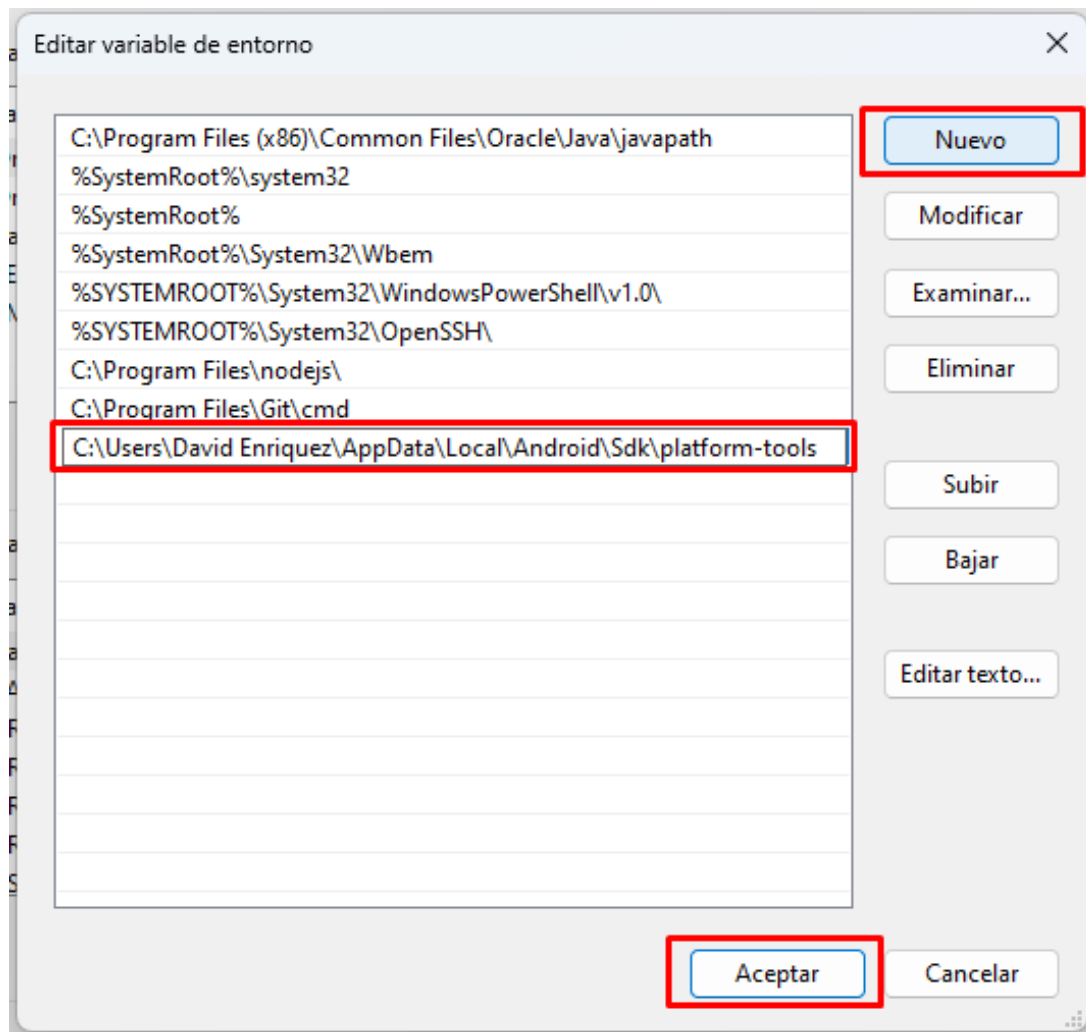 Editar variable de entorno
C:\Program Files (x86)\Common Files\Oracle\Java\javapath
%SystemRoot%\system32
%SystemRoot%
%SystemRoot%\System32\Wbem
%SYSTEMROOT%\System32\WindowsPowerShell\v1.0\
%SYSTEMROOT%\System32\OpenSSH\
C:\Program Files\nodejs\
C:\Program Files\Git\cmd
C:\Users\David Enriquez\AppData\Local\Android\Sdk\platform-tools
Nuevo
Modificar
Examinar...
Eliminar
Subir
Bajar
Editar texto...
Aceptar
Cancelar